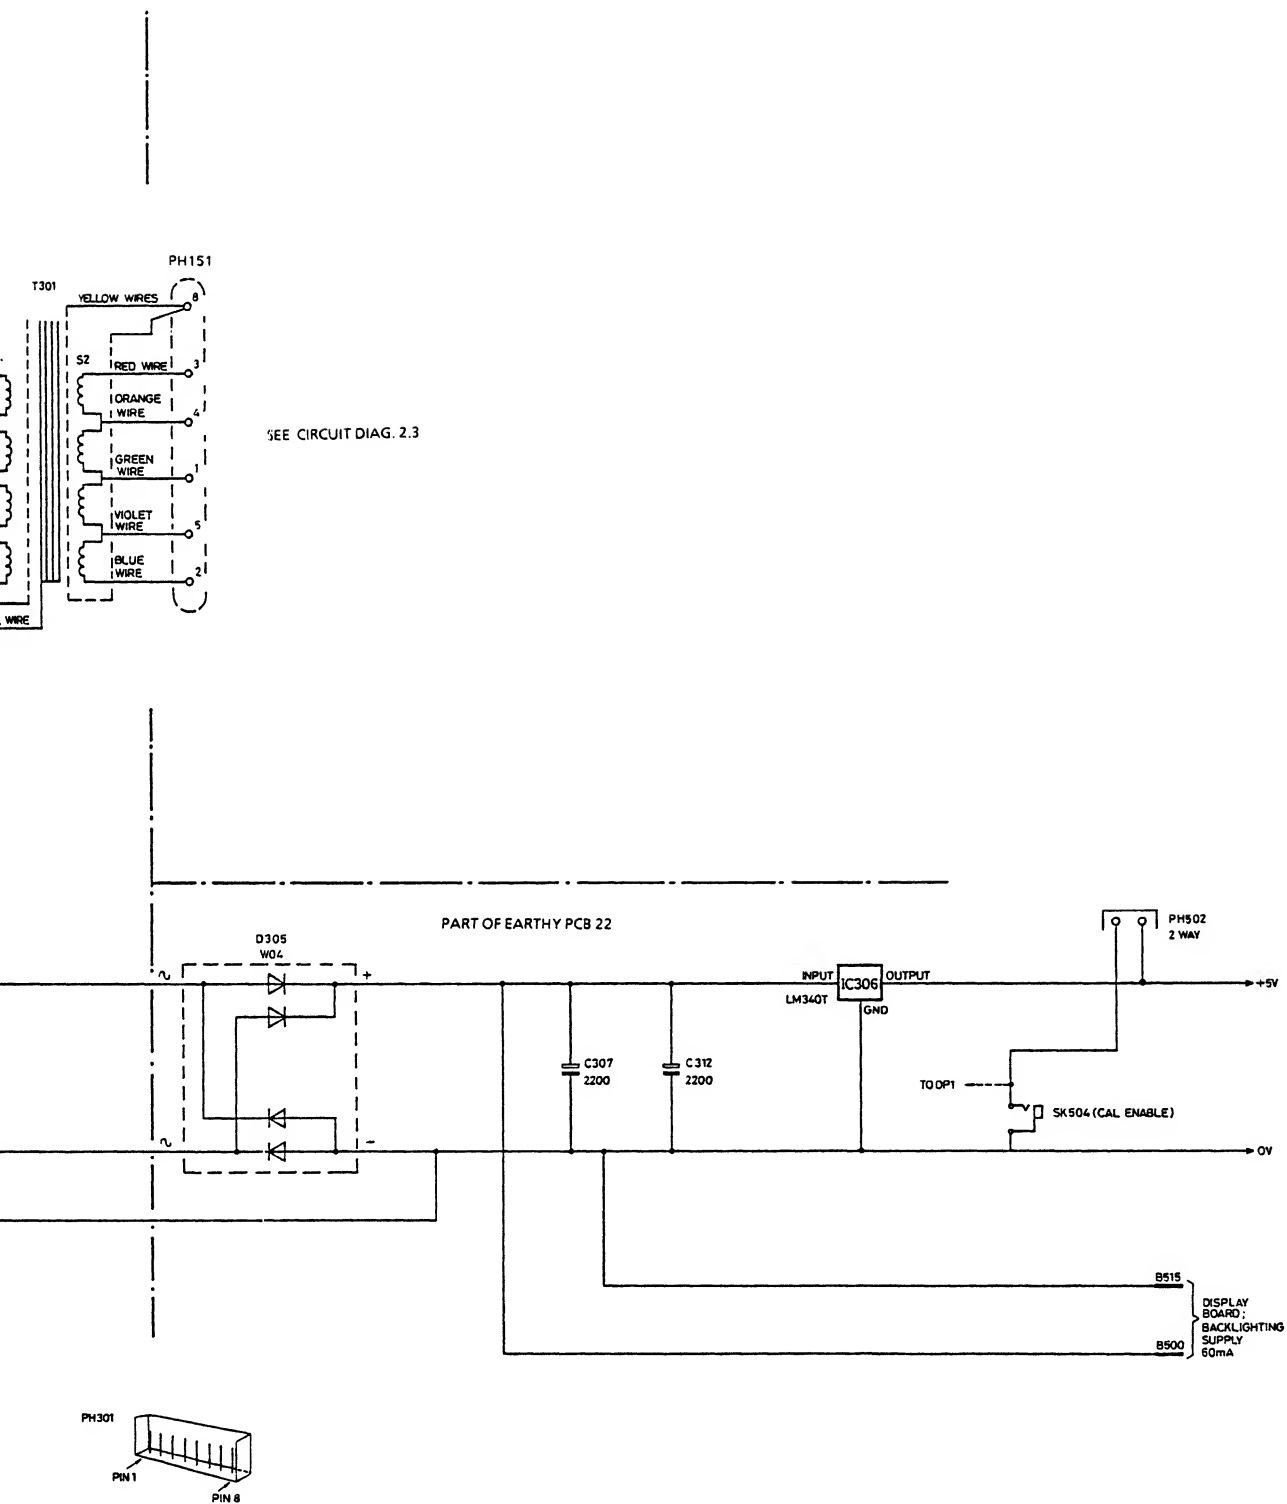 PH151
T301
YELLOW WIRES
8
S2
RED WIRE
3
ORANGE
WIRE
4
SEE CIRCUIT DIAG. 2.3
GREEN
WIRE
1
VIOLET
WIRE
5
BLUE
WIRE
2
WIRE
PART OF EARTHY PCB 22
PH502
2 WAY
D305
W04
~
+
INPUT
IC306
OUTPUT
LM340T
GND
+5V
C307
2200
C312
2200
TO OP1
SK504 (CAL ENABLE)
~
-
0V
B515
DISPLAY
BOARD;
BACKLIGHTING
SUPPLY
60mA
B500
PH301
PIN 1
PIN 8